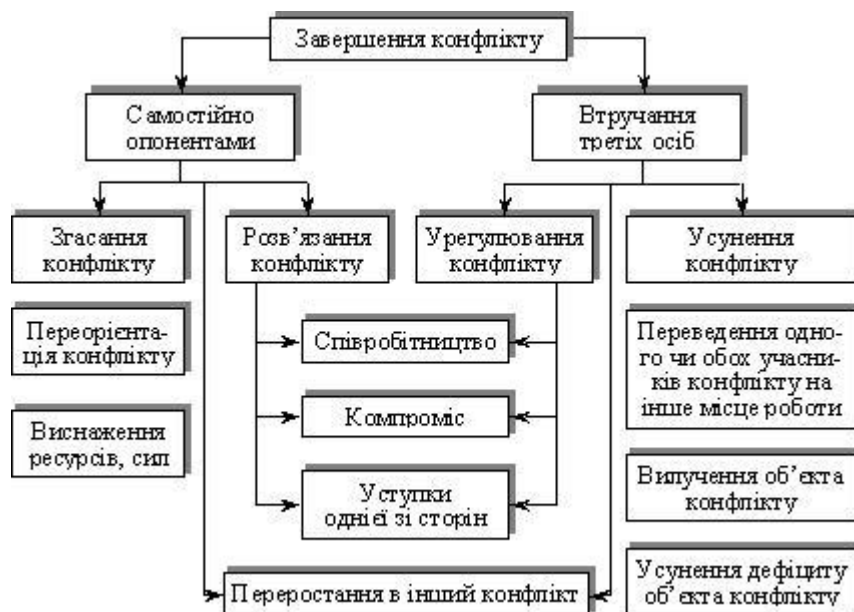 Завершення конфлікту
Самостійно
опонентами
Втручання
третіх осіб
Згасання
конфлікту
Розв’язання
конфлікту
Урегулювання
конфлікту
Усунення
конфлікту
Переорієнта-
ція конфлікту
Виснаження
ресурсів, сил
Співробітництво
Компроміс
Уступки
однієї зі сторін
Переростання в інший конфлікт
Переведення одно-
го чи обох учасни-
ків конфлікту на
інше місце роботи
Вилучення об’єкта
конфлікту
Усунення дефіциту
об’єкта конфлікту